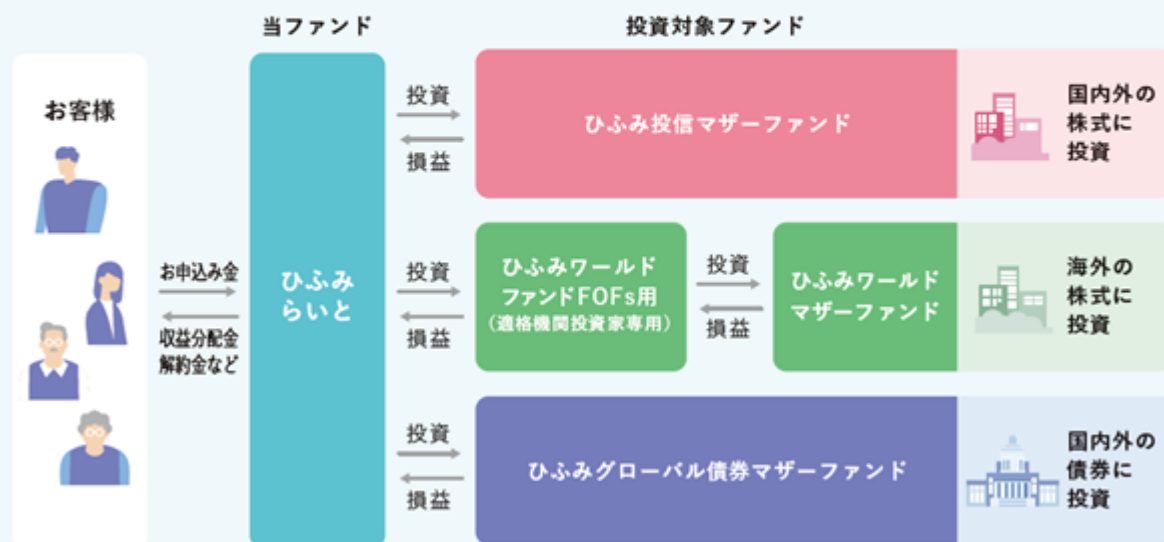 当ファンド
投資対象ファンド
お客様
お申込み金
収益分配金
解約金など
ひふみ
らいと
投資
損益
ひふみ投信マザーファンド
国内外の
株式に
投資
投資
損益
ひふみワールド
ファンドFOFs用
(適格機関投資家専用)
投資
損益
ひふみワールド
マザーファンド
海外の
株式に
投資
投資
損益
ひふみグローバル債券マザーファンド
国内外の
債券に
投資